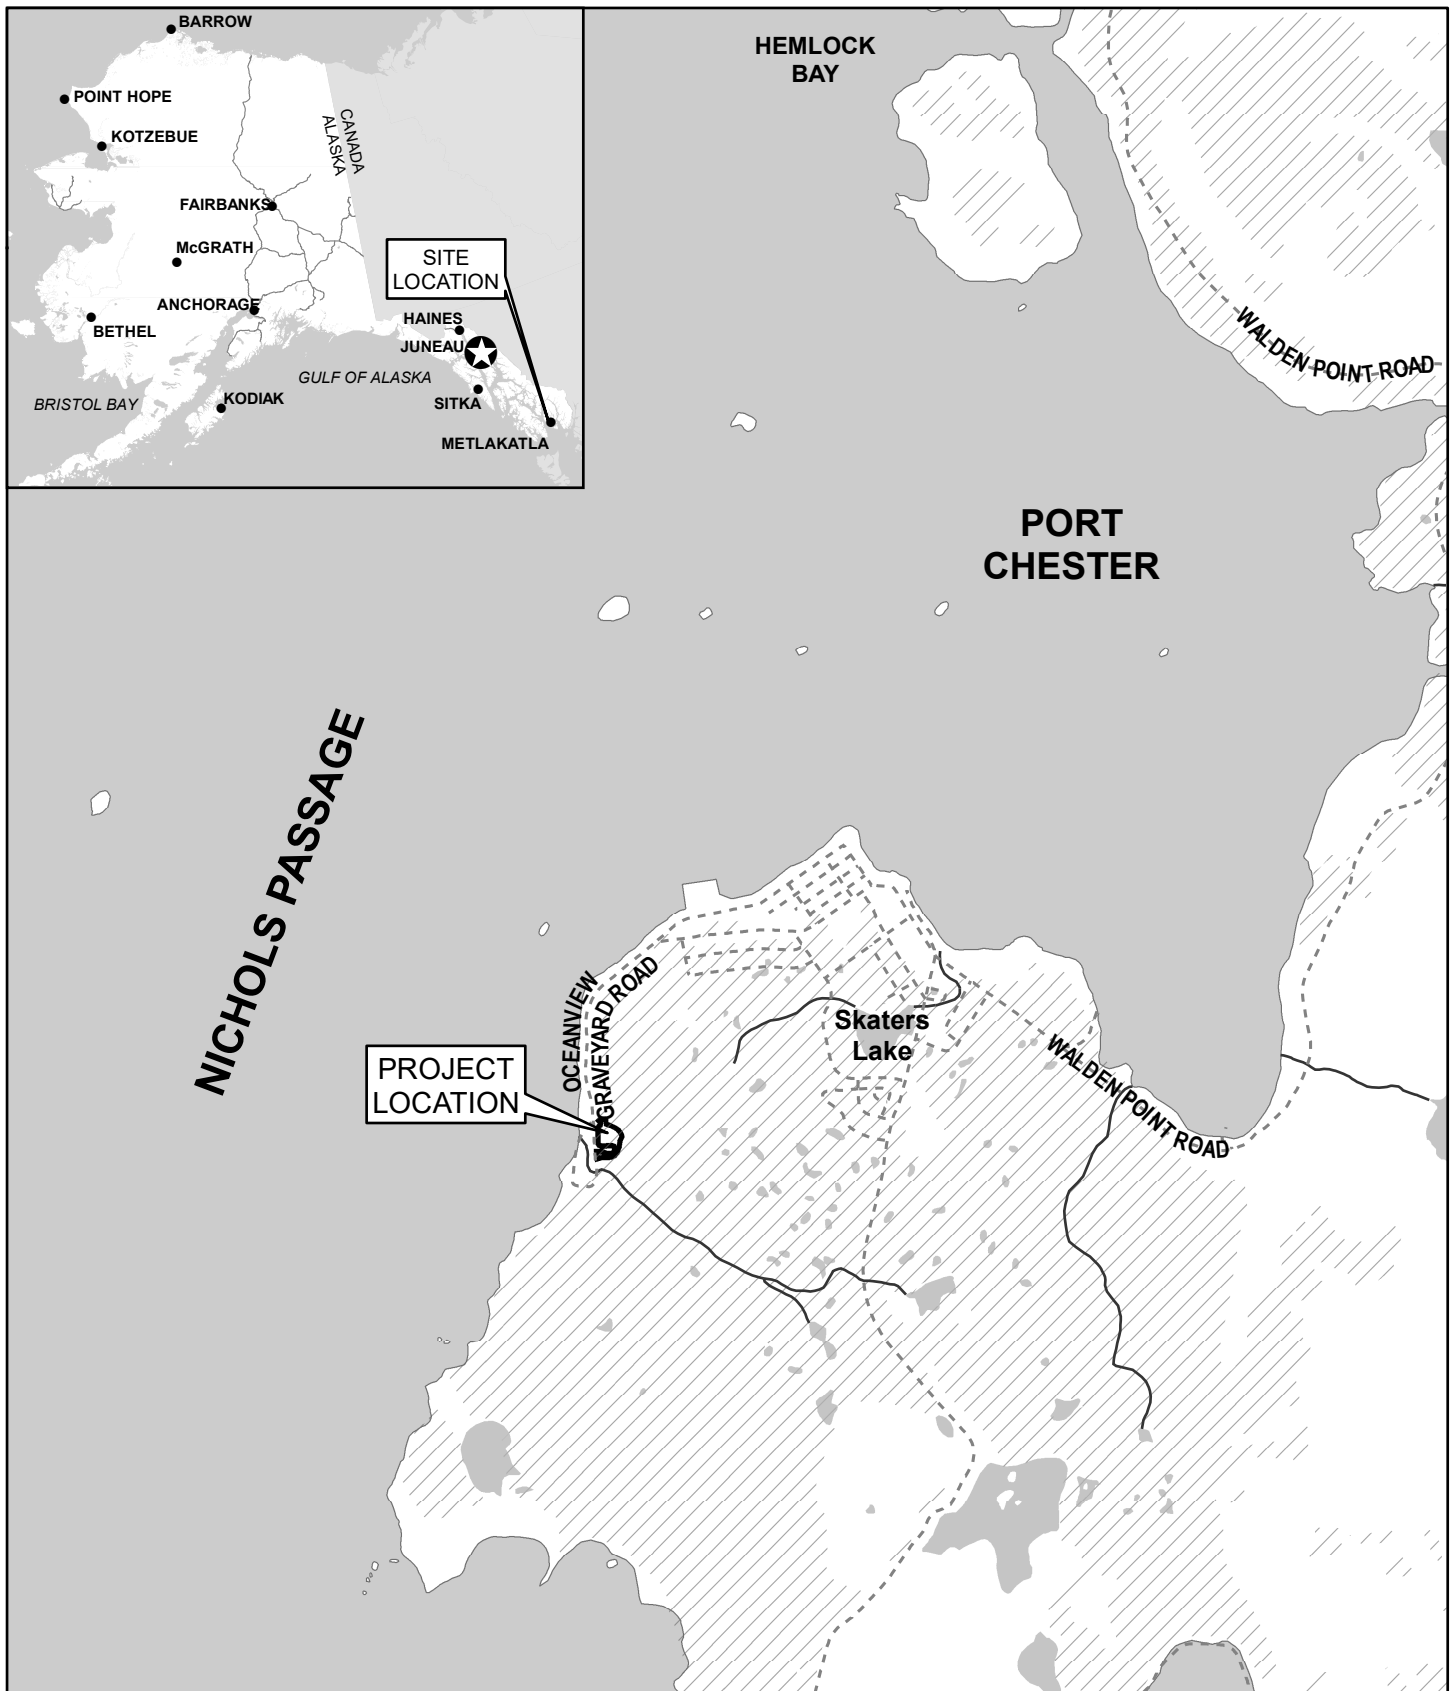 BARROW
POINT HOPE
KOTZEBUE
CANADA
ALASKA
FAIRBANKS
McGRATH
SITE
LOCATION
ANCHORAGE
BETHEL
HAINES
JUNEAU
GULF OF ALASKA
BRISTOL BAY
KODIAK
SITKA
METLAKATLA
HEMLOCK
BAY
WALDEN POINT ROAD
PORT
CHESTER
NICHOLS PASSAGE
OCEANVIEW
GRAVEYARD ROAD
PROJECT
LOCATION
Skaters
Lake
WALDEN POINT ROAD